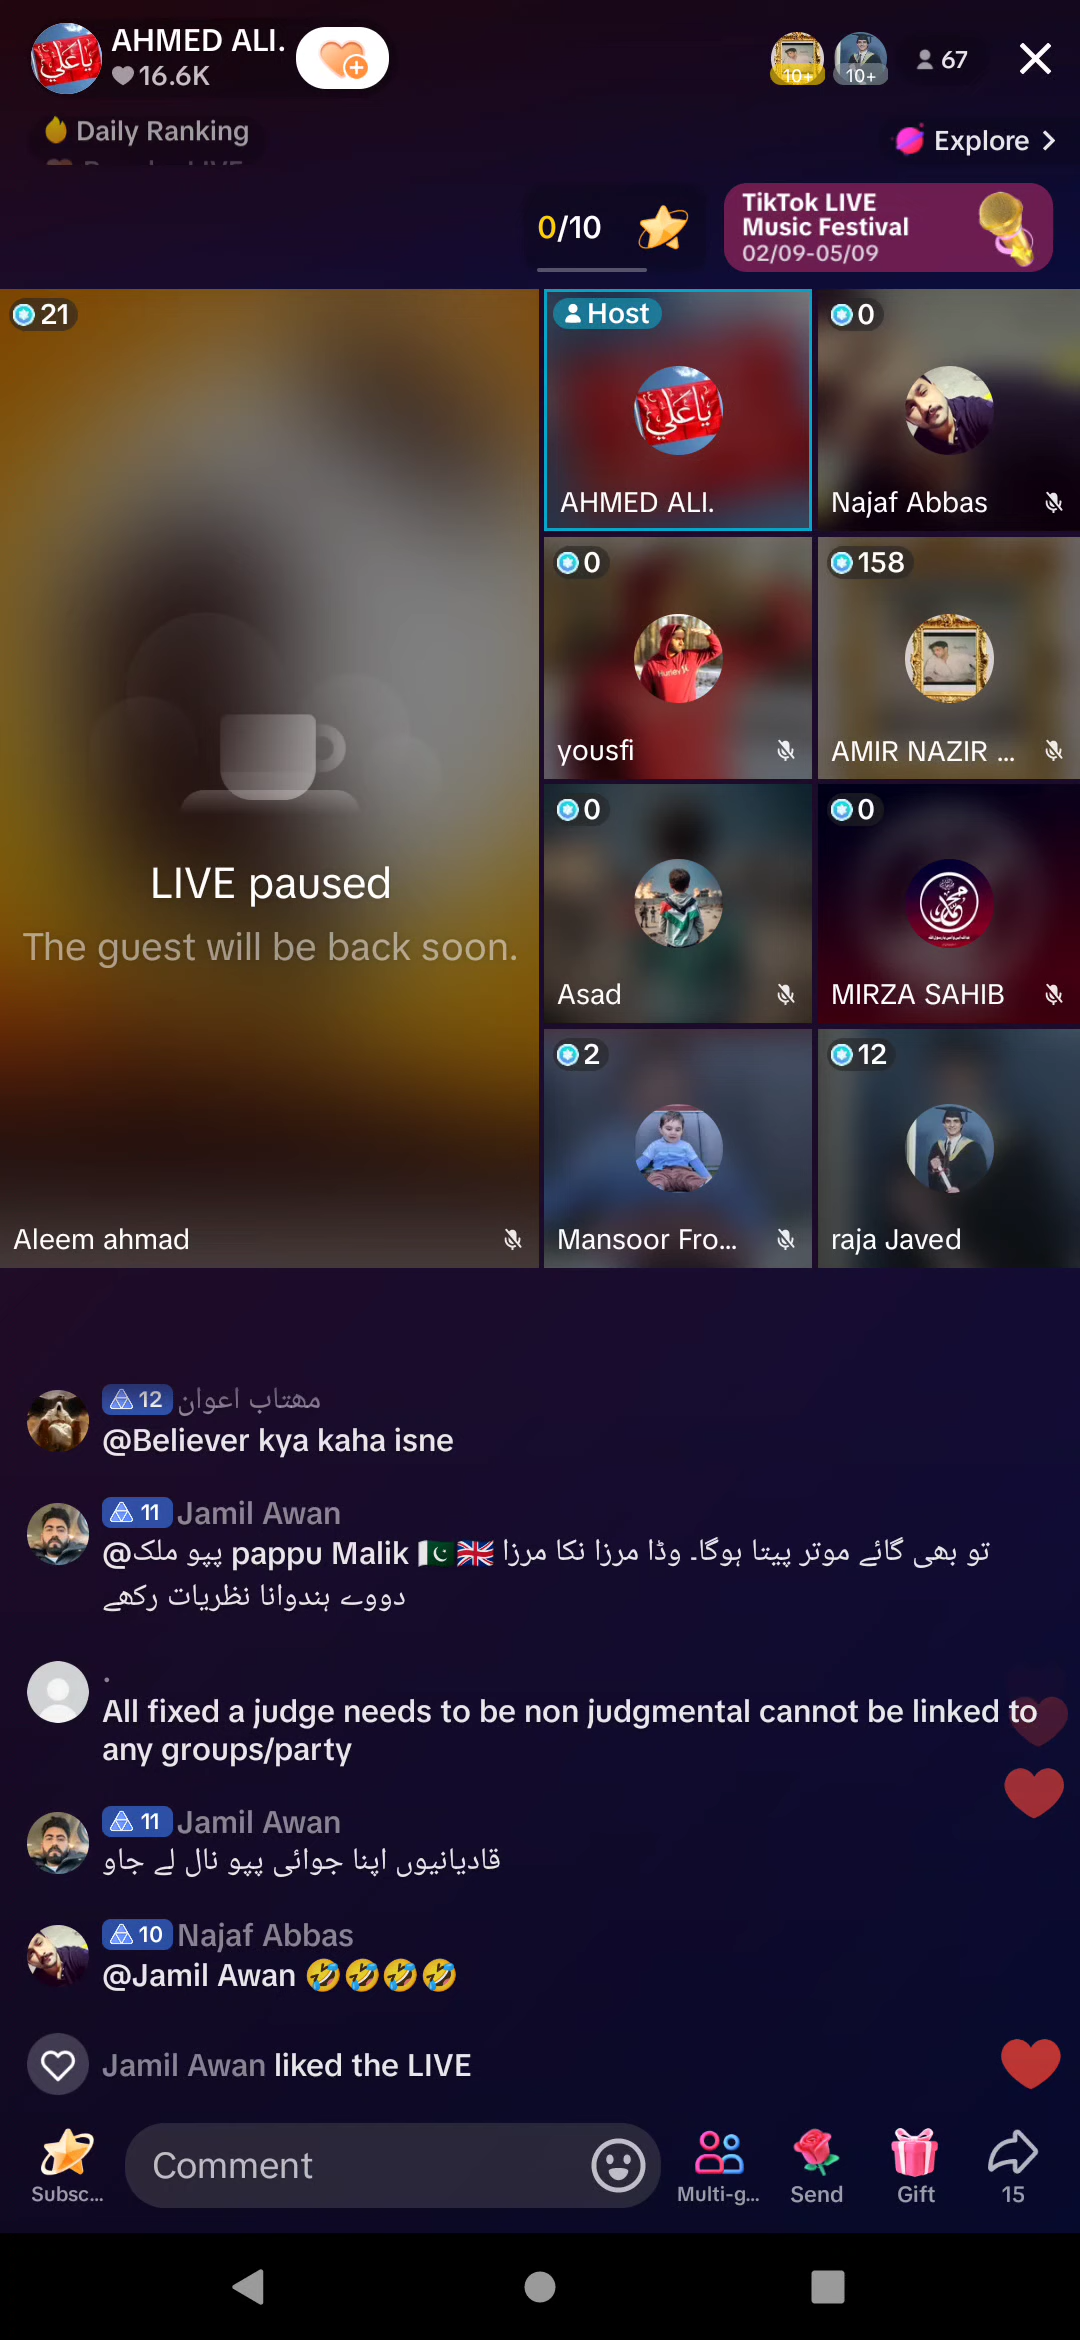 AHMED ALI.
16.6K
10+
10+
67
Daily Ranking
Explore
0/10
TikTok LIVE
Music Festival
02/09-05/09
21
Host
0
ياعلي
AHMED ALI.
Najaf Abbas
0
158
yousfi
AMIR NAZIR ...
0
0
LIVE paused
The guest will be back soon.
Asad
MIRZA SAHIB
2
12
Aleem ahmad
Mansoor Fro...
raja Javed
12 مهتاب اعوان
@Believer kya kaha isne
11 Jamil Awan
@پپو ملک pappu Malik 🇵🇰🇬🇧 تو بھی گائے موتر پیتا ہوگا۔ وڈا مرزا نکا مرزا
دووے ہندوانا نظریات رکھے
.
All fixed a judge needs to be non judgmental cannot be linked to
any groups/party
11 Jamil Awan
قادیانیوں اپنا جوائی پپو نال لے جاو
10 Najaf Abbas
@Jamil Awan 🤣🤣🤣🤣
Jamil Awan liked the LIVE
Subsc...
Comment
Multi-g...
Send
Gift
15